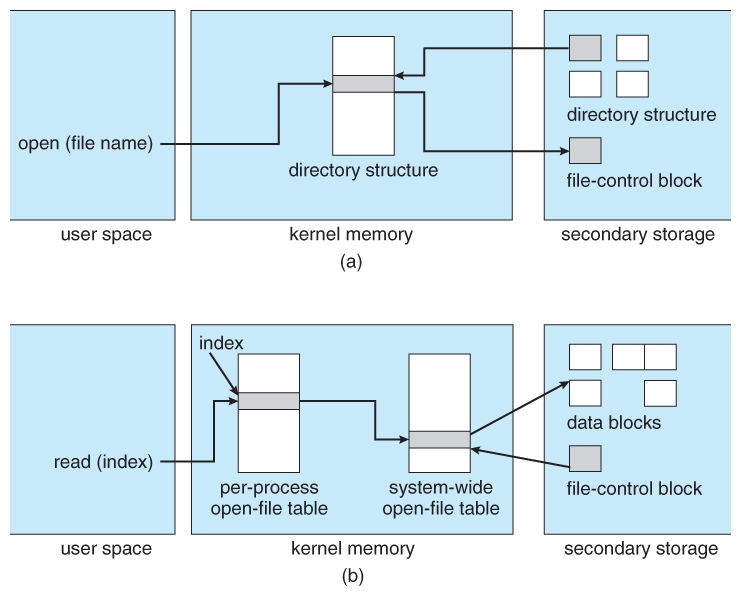 open (file name)
directory structure
directory structure
file-control block
user space
kernel memory
secondary storage
(a)
index
read (index)
data blocks
per-process
open-file table
system-wide
open-file table
file-control block
user space
kernel memory
secondary storage
(b)